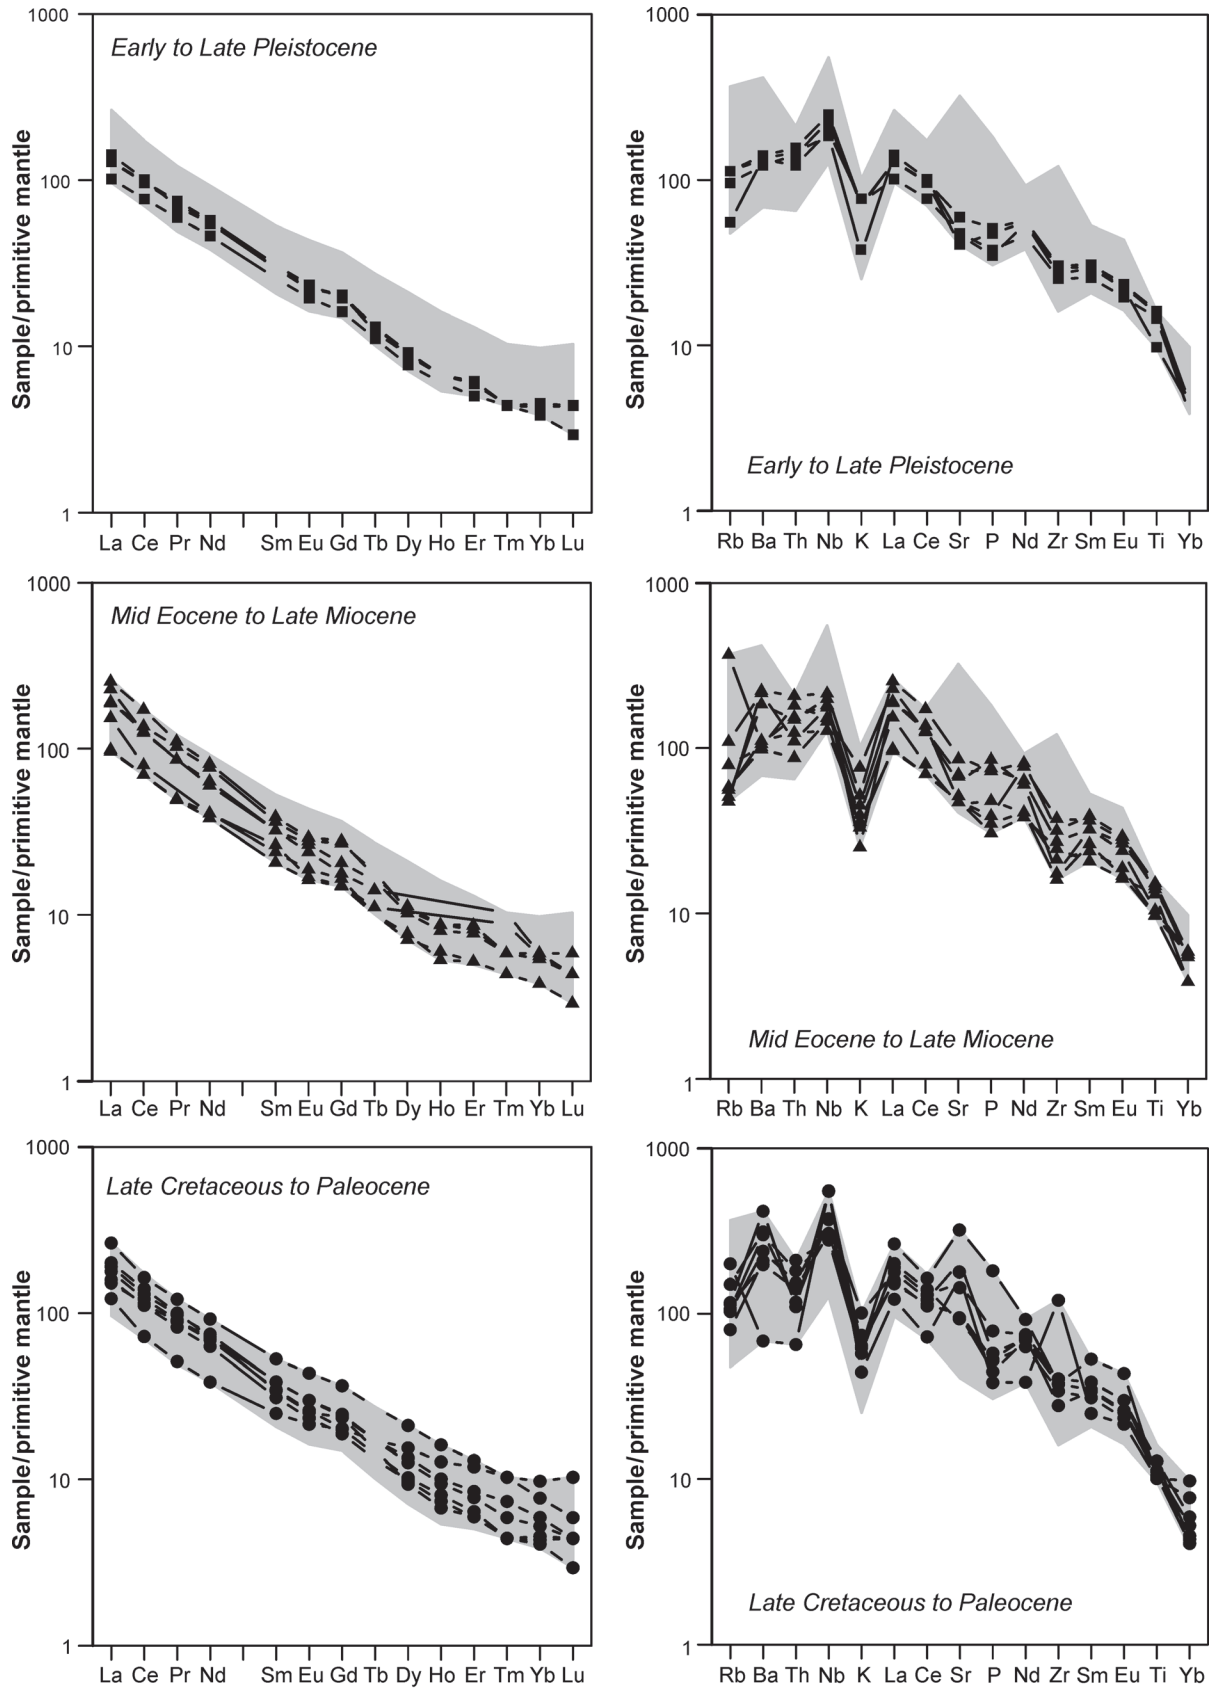 Sample/primitive mantle
1000
100
10
1
Early to Late Pleistocene
La Ce Pr Nd Sm Eu Gd Tb Dy Ho Er Tm Yb Lu
Sample/primitive mantle
1000
100
10
1
Early to Late Pleistocene
Rb Ba Th Nb K La Ce Sr P Nd Zr Sm Eu Ti Yb
Sample/primitive mantle
1000
100
10
1
Mid Eocene to Late Miocene
La Ce Pr Nd Sm Eu Gd Tb Dy Ho Er Tm Yb Lu
Sample/primitive mantle
1000
100
10
1
Mid Eocene to Late Miocene
Rb Ba Th Nb K La Ce Sr P Nd Zr Sm Eu Ti Yb
Sample/primitive mantle
1000
100
10
1
Late Cretaceous to Paleocene
La Ce Pr Nd Sm Eu Gd Tb Dy Ho Er Tm Yb Lu
Sample/primitive mantle
1000
100
10
1
Late Cretaceous to Paleocene
Rb Ba Th Nb K La Ce Sr P Nd Zr Sm Eu Ti Yb